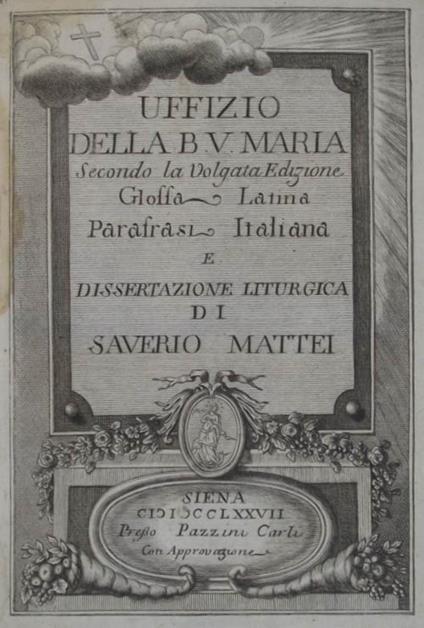 UFFIZIO
DELLA B. V. MARIA
Secondo la Volgata Edizione
Glossa Latina
Parafrasi Italiana
E
DISSERTAZIONE LITURGICA
DI
SAVERIO MATTEI
SIENA
CIƆIƆCCLXXVII
Presso Pazzini Carli
Con Approvazione